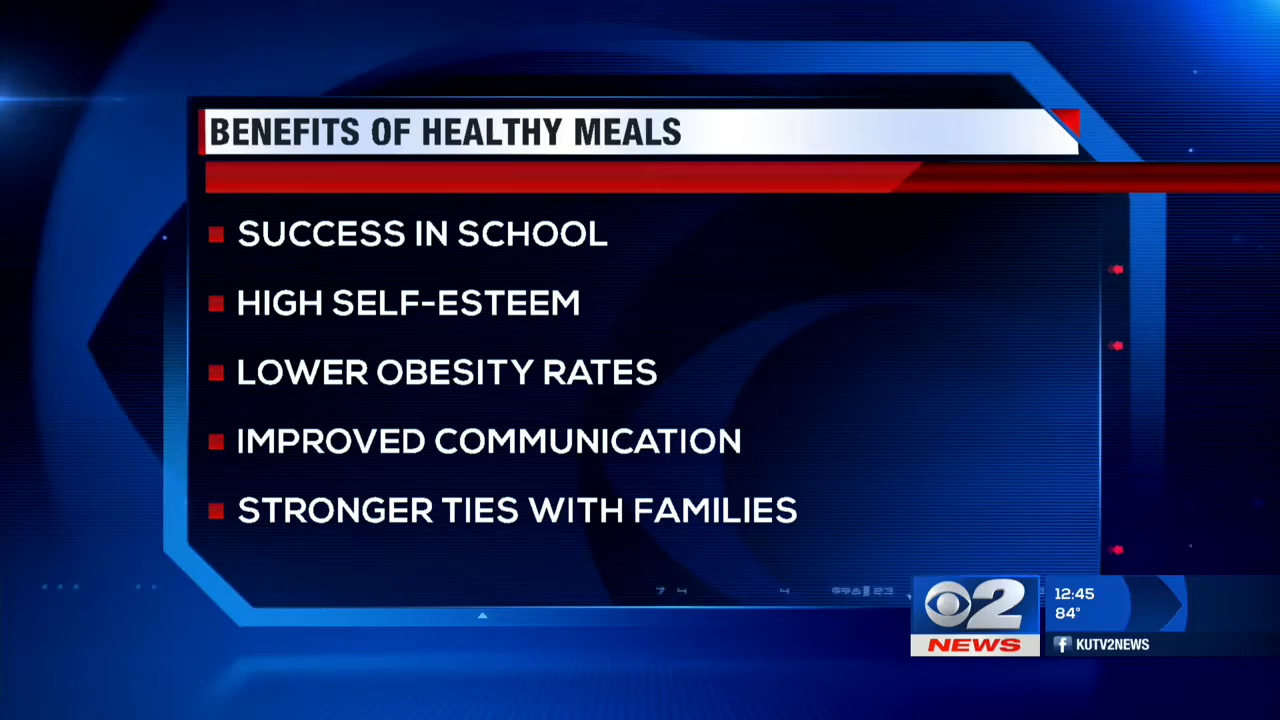 BENEFITS OF HEALTHY MEALS
SUCCESS IN SCHOOL
HIGH SELF-ESTEEM
LOWER OBESITY RATES
IMPROVED COMMUNICATION
STRONGER TIES WITH FAMILIES
2
NEWS
12:45
84°
KUTV2NEWS